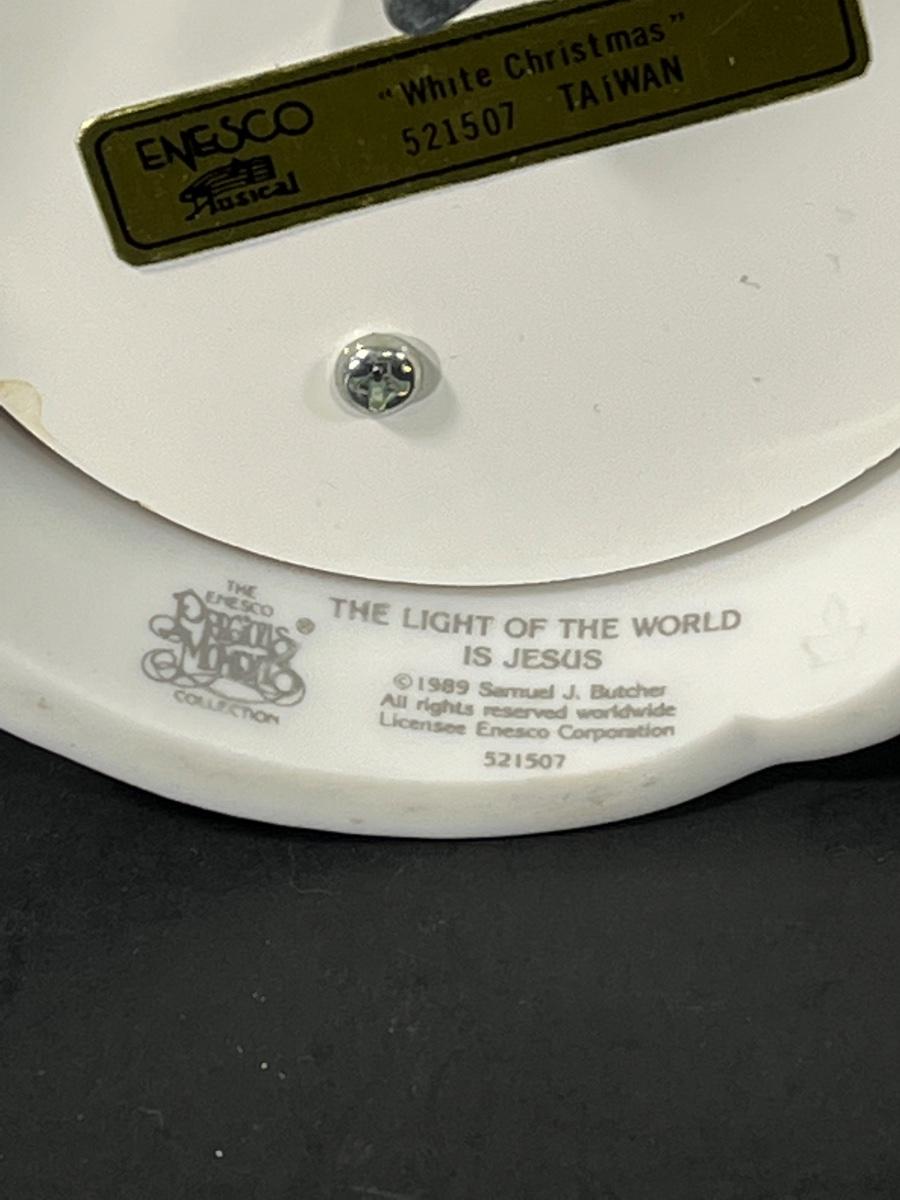 ENESCO
Musical
"White Christmas"
521507 TAiWAN
THE
ENESCO
PRECIOUS
MOMENTS®
COLLECTION
THE LIGHT OF THE WORLD
IS JESUS
©1989 Samuel J. Butcher
All rights reserved worldwide
Licensee Enesco Corporation
521507